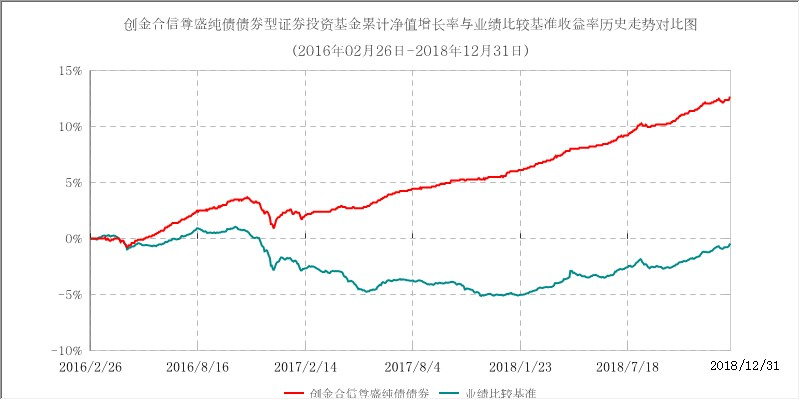 创金合信尊盛纯债债券型证券投资基金累计净值增长率与业绩比较基准收益率历史走势对比图
(2016年02月26日-2018年12月31日)
15%
10%
5%
0%
-5%
-10%
2016/2/26 2016/8/16 2017/2/14 2017/8/4 2018/1/23 2018/7/18 2018/12/31
创金合信尊盛纯债债券 业绩比较基准